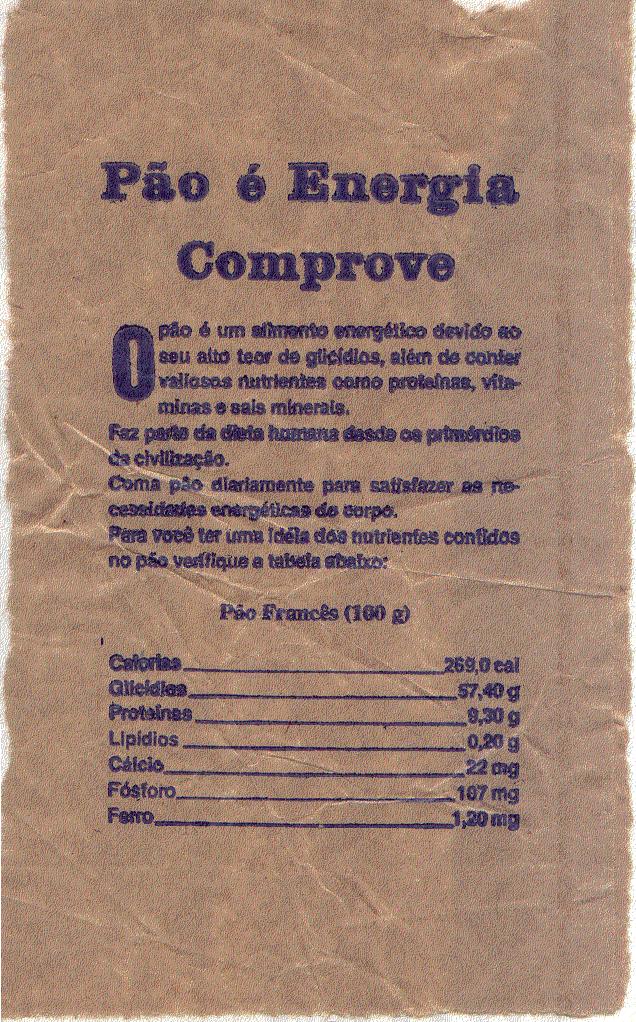 Pão é Energia
Comprove
O pão é um alimento energético devido ao
seu alto teor de glicídios, além de conter
valiosos nutrientes como proteínas, vita-
minas e sais minerais.
Faz parte da dieta humana desde os primórdios
da civilização.
Coma pão diariamente para satisfazer as ne-
cessidades energéticas do corpo.
Para você ter uma idéia dos nutrientes contidos
no pão verifique a tabela abaixo:
Pão Francês (100 g)
Calorias 269,0 cal
Glicídios 57,40 g
Proteínas 9,30 g
Lipídios 0,20 g
Cálcio 22 mg
Fósforo 107 mg
Ferro 1,20 mg